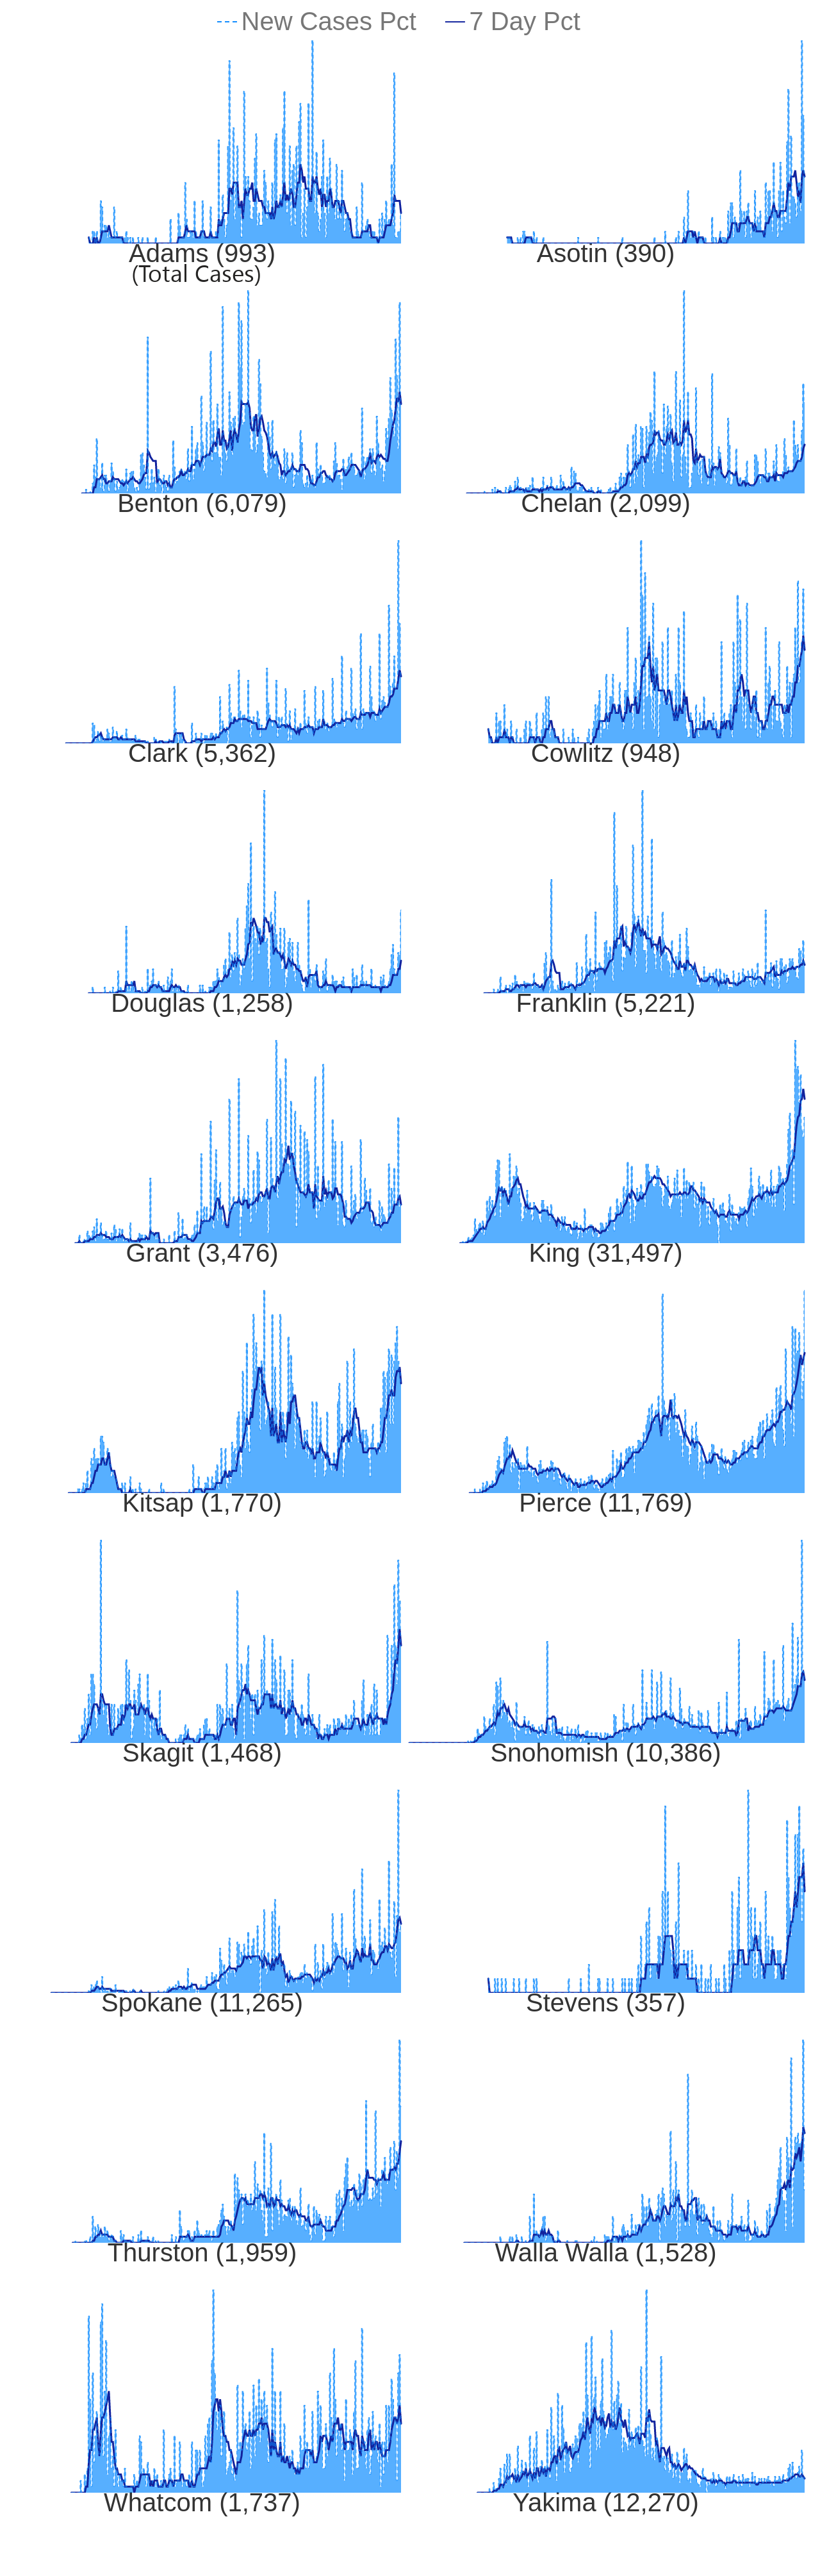 New Cases Pct 7 Day Pct
Adams (993) Asotin (390)
(Total Cases)
Benton (6,079) Chelan (2,099)
Clark (5,362) Cowlitz (948)
Douglas (1,258) Franklin (5,221)
Grant (3,476) King (31,497)
Kitsap (1,770) Pierce (11,769)
Skagit (1,468) Snohomish (10,386)
Spokane (11,265) Stevens (357)
Thurston (1,959) Walla Walla (1,528)
Whatcom (1,737) Yakima (12,270)